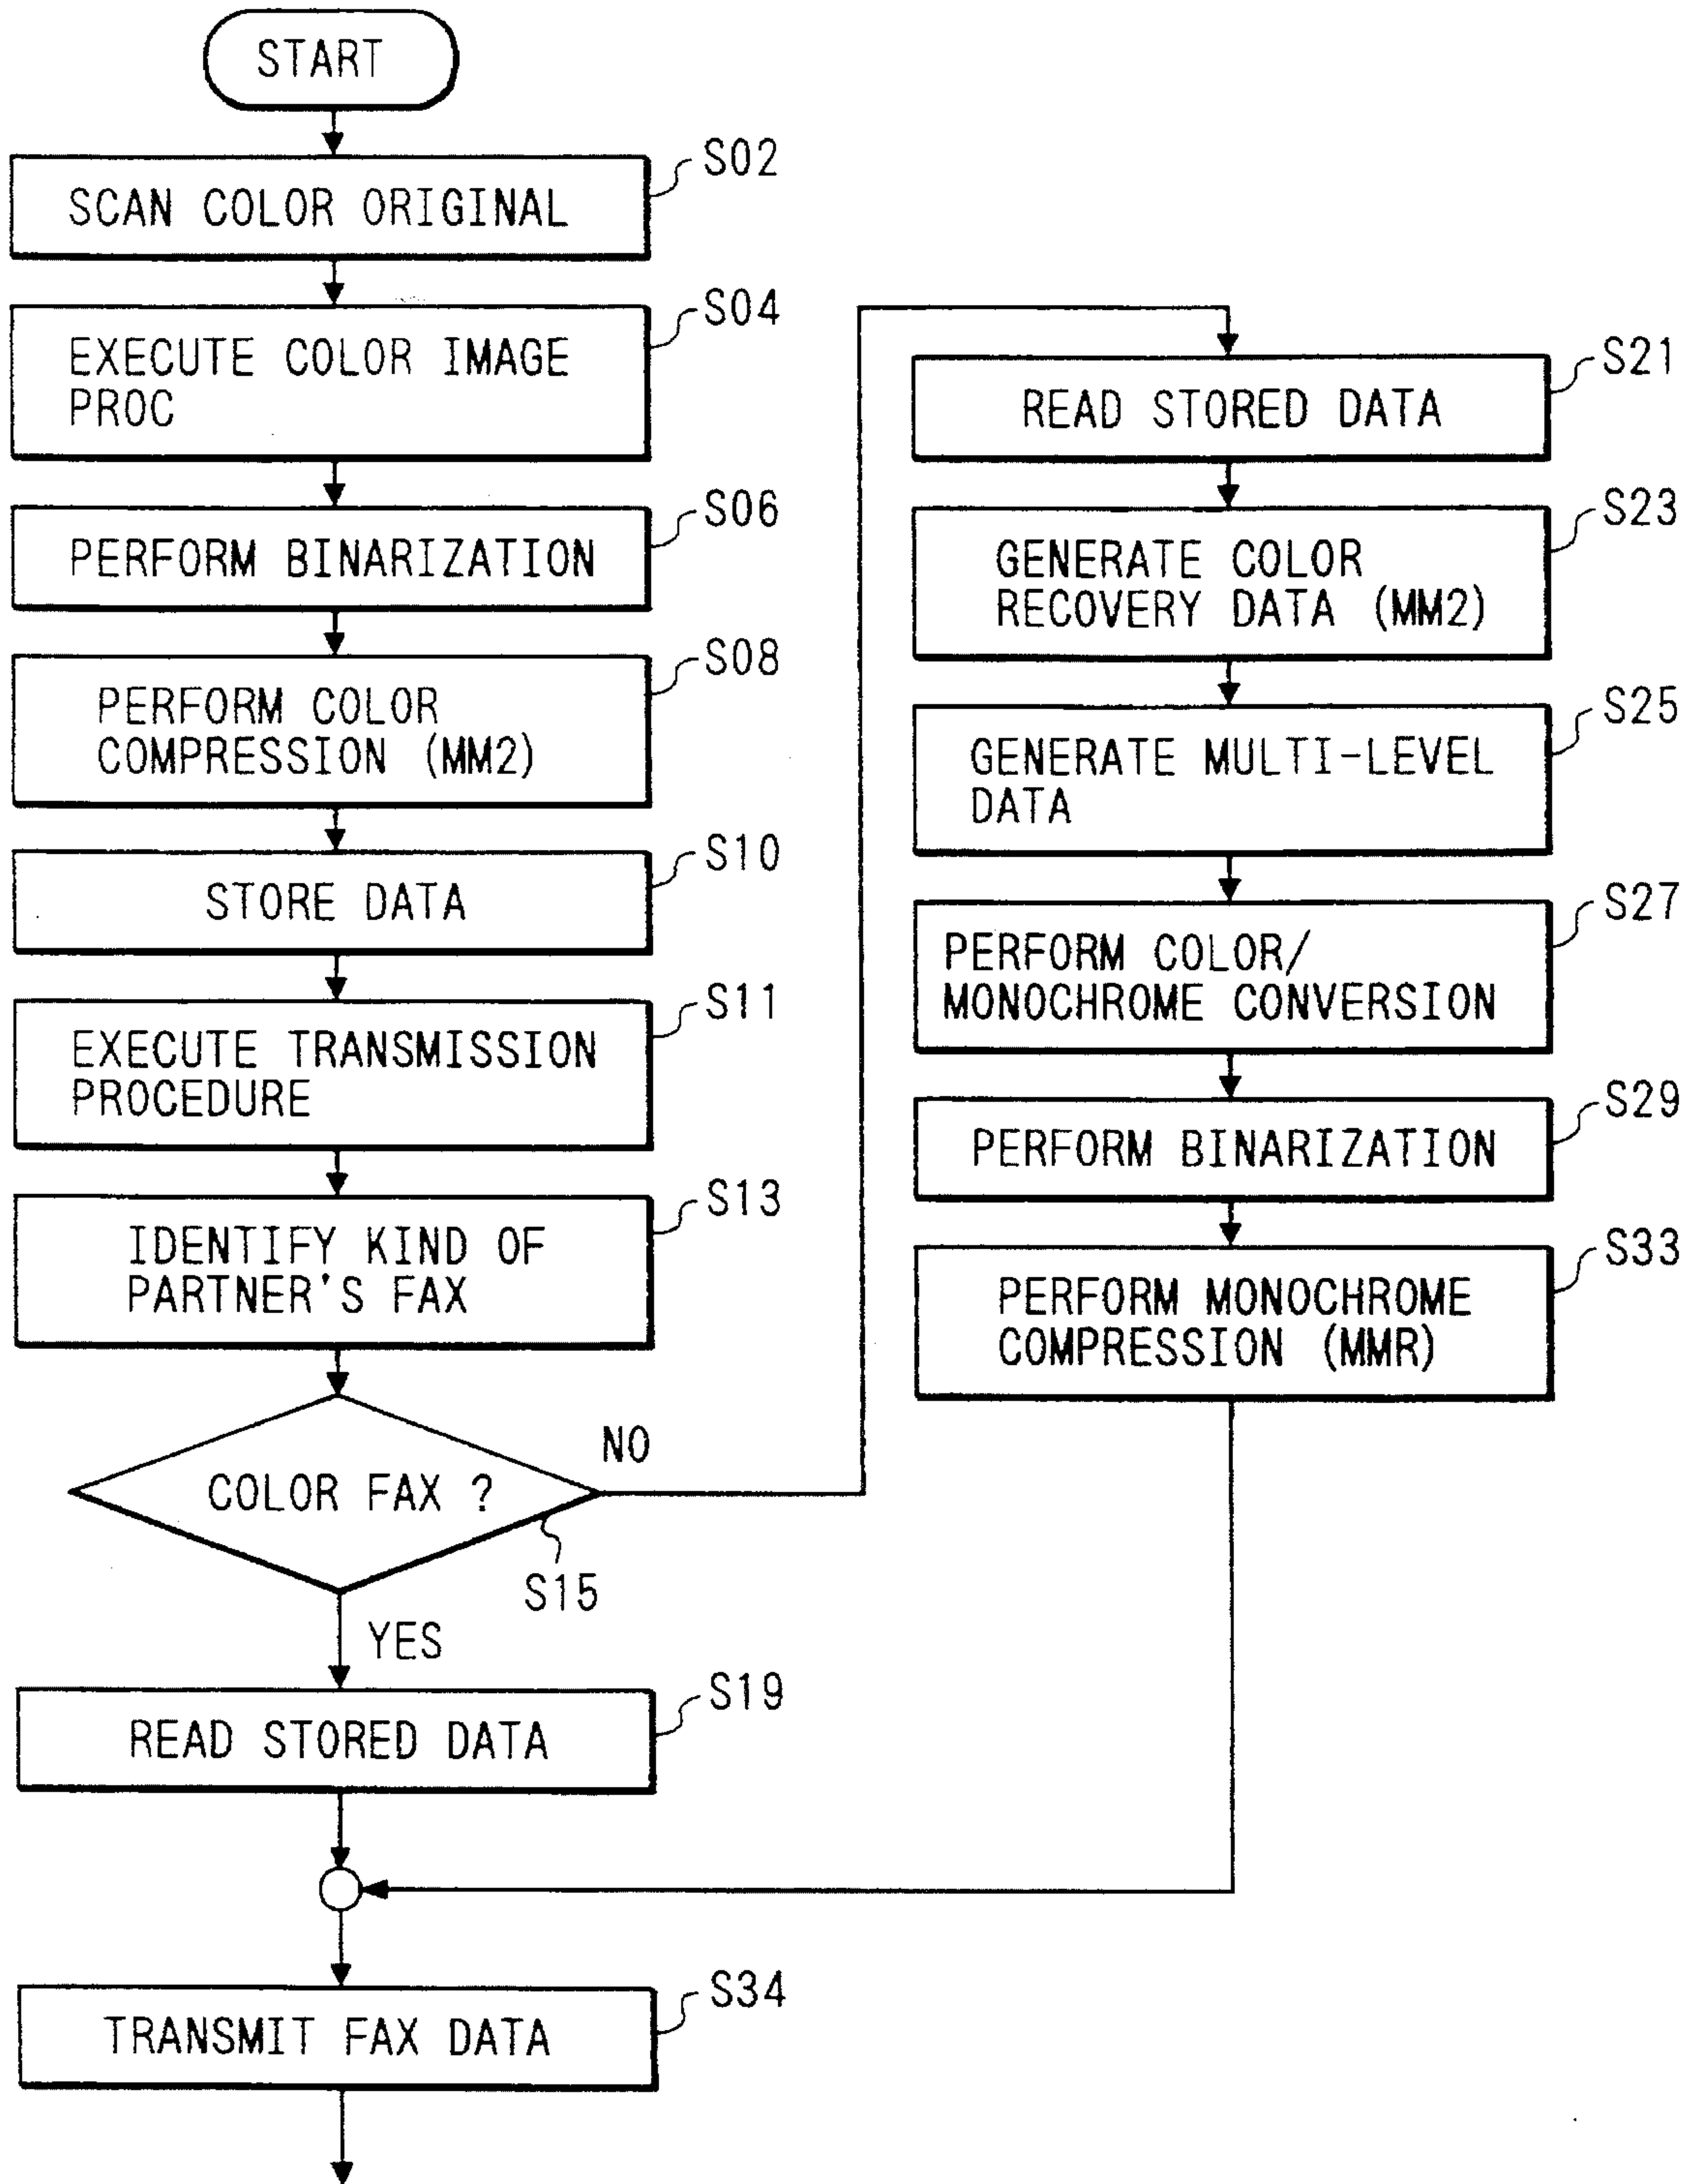 START
SCAN COLOR ORIGINAL
S02
EXECUTE COLOR IMAGE
PROC
S04
PERFORM BINARIZATION
S06
PERFORM COLOR
COMPRESSION (MM2)
S08
STORE DATA
S10
EXECUTE TRANSMISSION
PROCEDURE
S11
IDENTIFY KIND OF
PARTNER'S FAX
S13
COLOR FAX ?
S15
NO
YES
READ STORED DATA
S19
READ STORED DATA
S21
GENERATE COLOR
RECOVERY DATA (MM2)
S23
GENERATE MULTI-LEVEL
DATA
S25
PERFORM COLOR/
MONOCHROME CONVERSION
S27
PERFORM BINARIZATION
S29
PERFORM MONOCHROME
COMPRESSION (MMR)
S33
TRANSMIT FAX DATA
S34